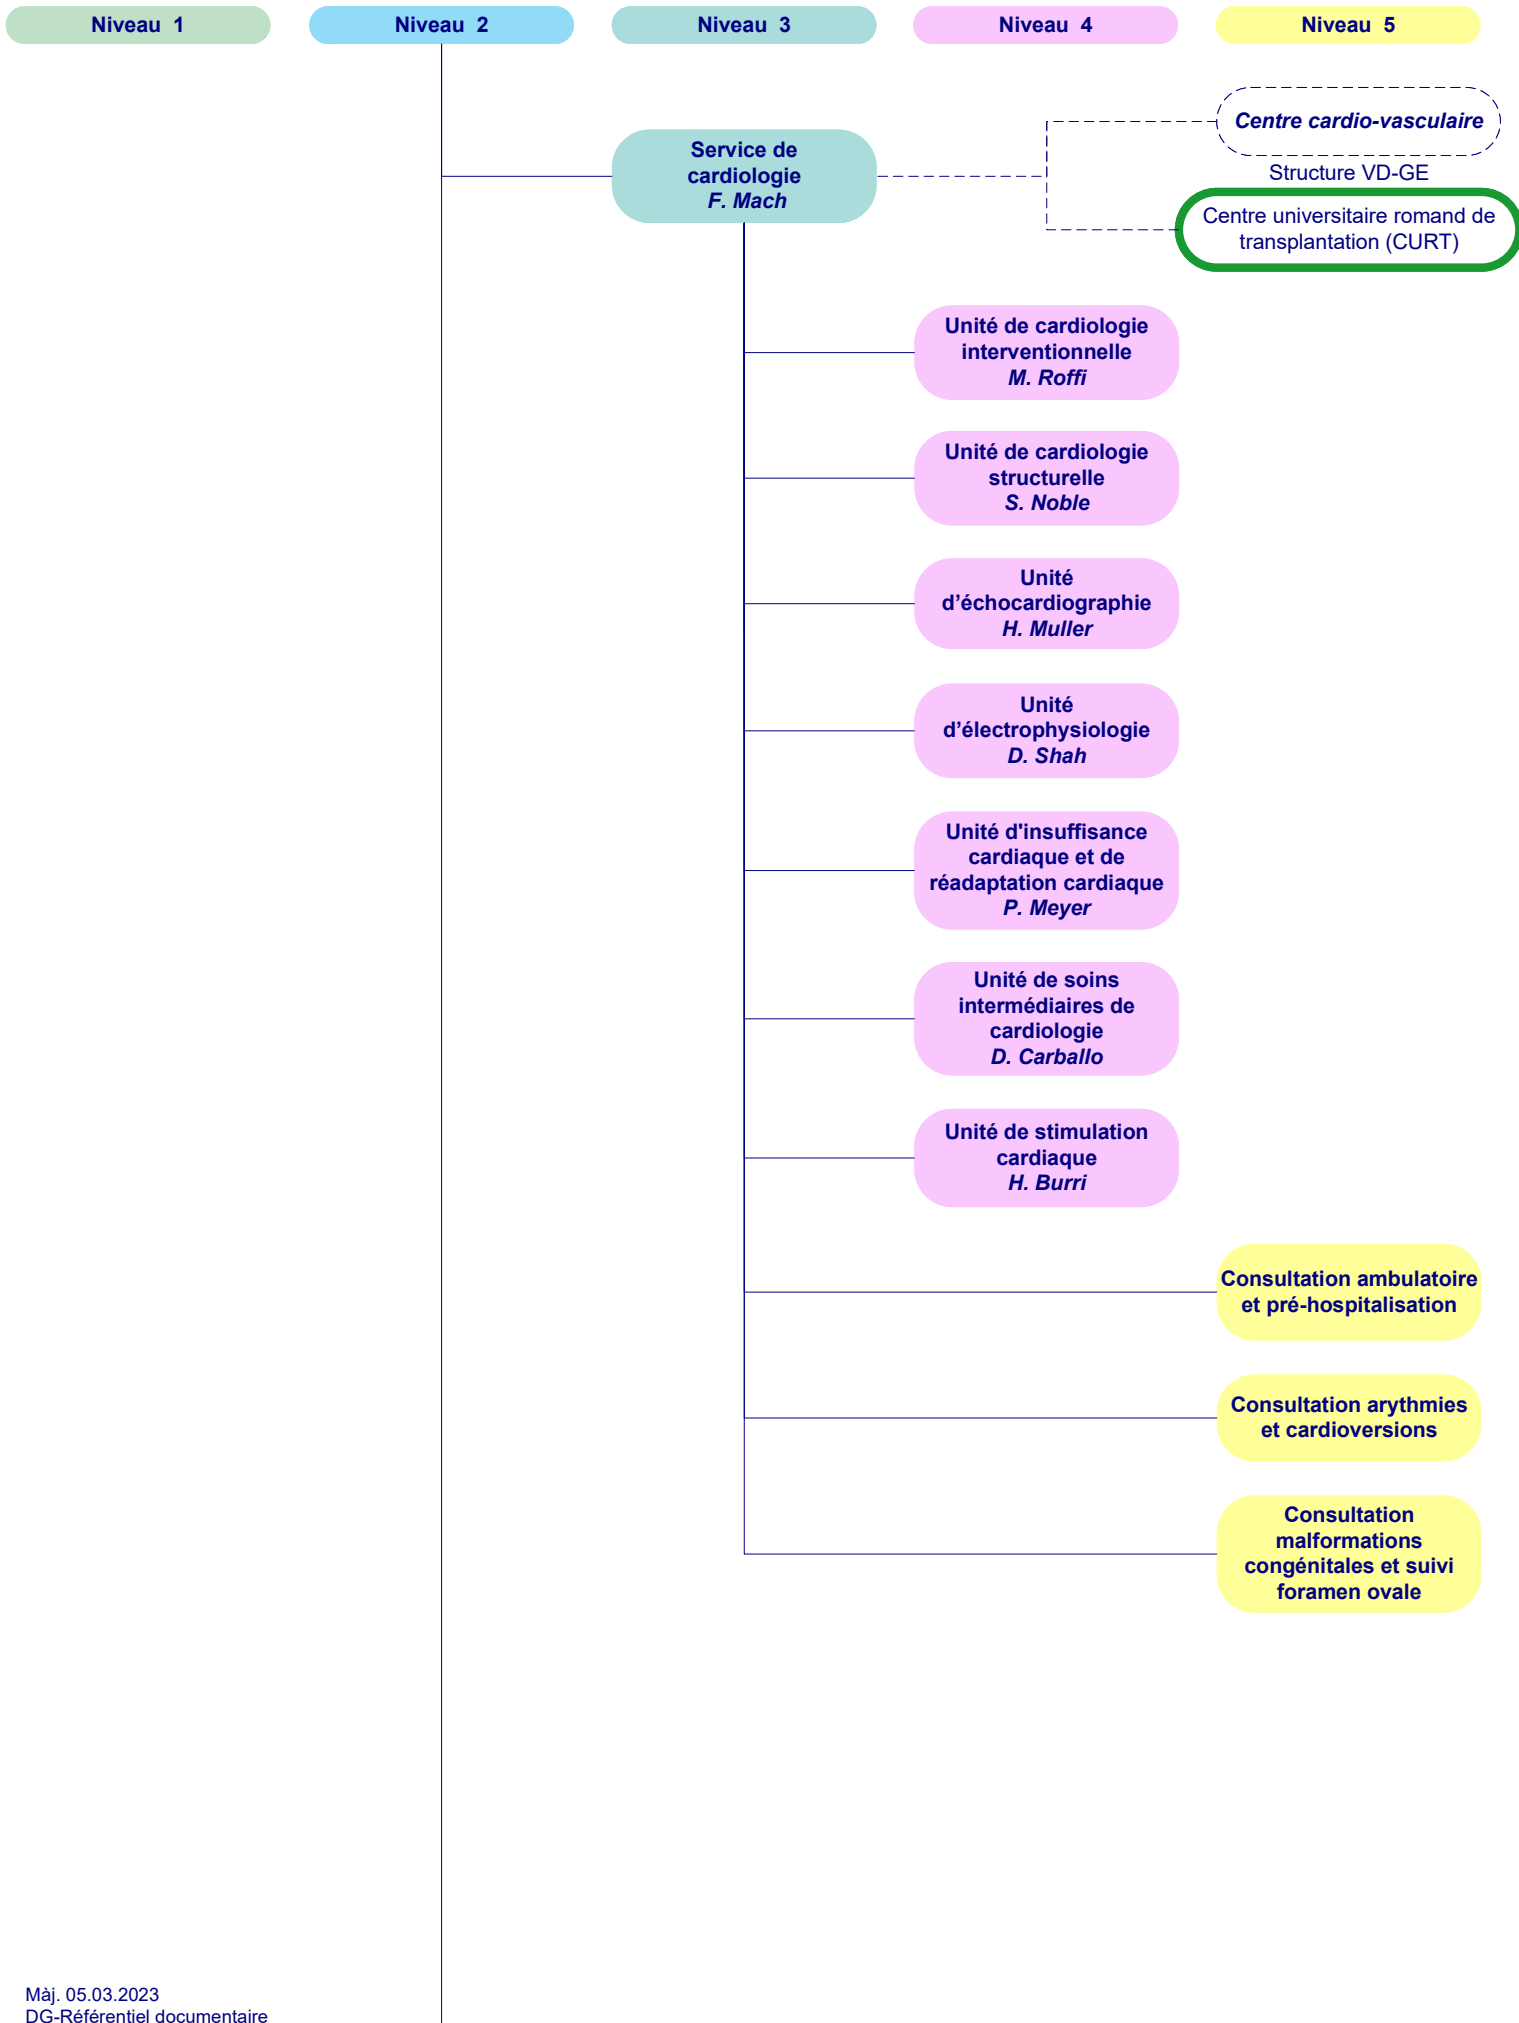 Niveau 1
Niveau 2
Niveau 3
Niveau 4
Niveau 5
Centre cardio-vasculaire
Service de
cardiologie
F. Mach
Structure VD-GE
Centre universitaire romand de
transplantation (CURT)
Unité de cardiologie
interventionnelle
M. Roffi
Unité de cardiologie
structurelle
S. Noble
Unité
d’échocardiographie
H. Muller
Unité
d’électrophysiologie
D. Shah
Unité d'insuffisance
cardiaque et de
réadaptation cardiaque
P. Meyer
Unité de soins
intermédiaires de
cardiologie
D. Carballo
Unité de stimulation
cardiaque
H. Burri
Consultation ambulatoire
et pré-hospitalisation
Consultation arythmies
et cardioversions
Consultation
malformations
congénitales et suivi
foramen ovale
Màj. 05.03.2023
DG-Référentiel documentaire